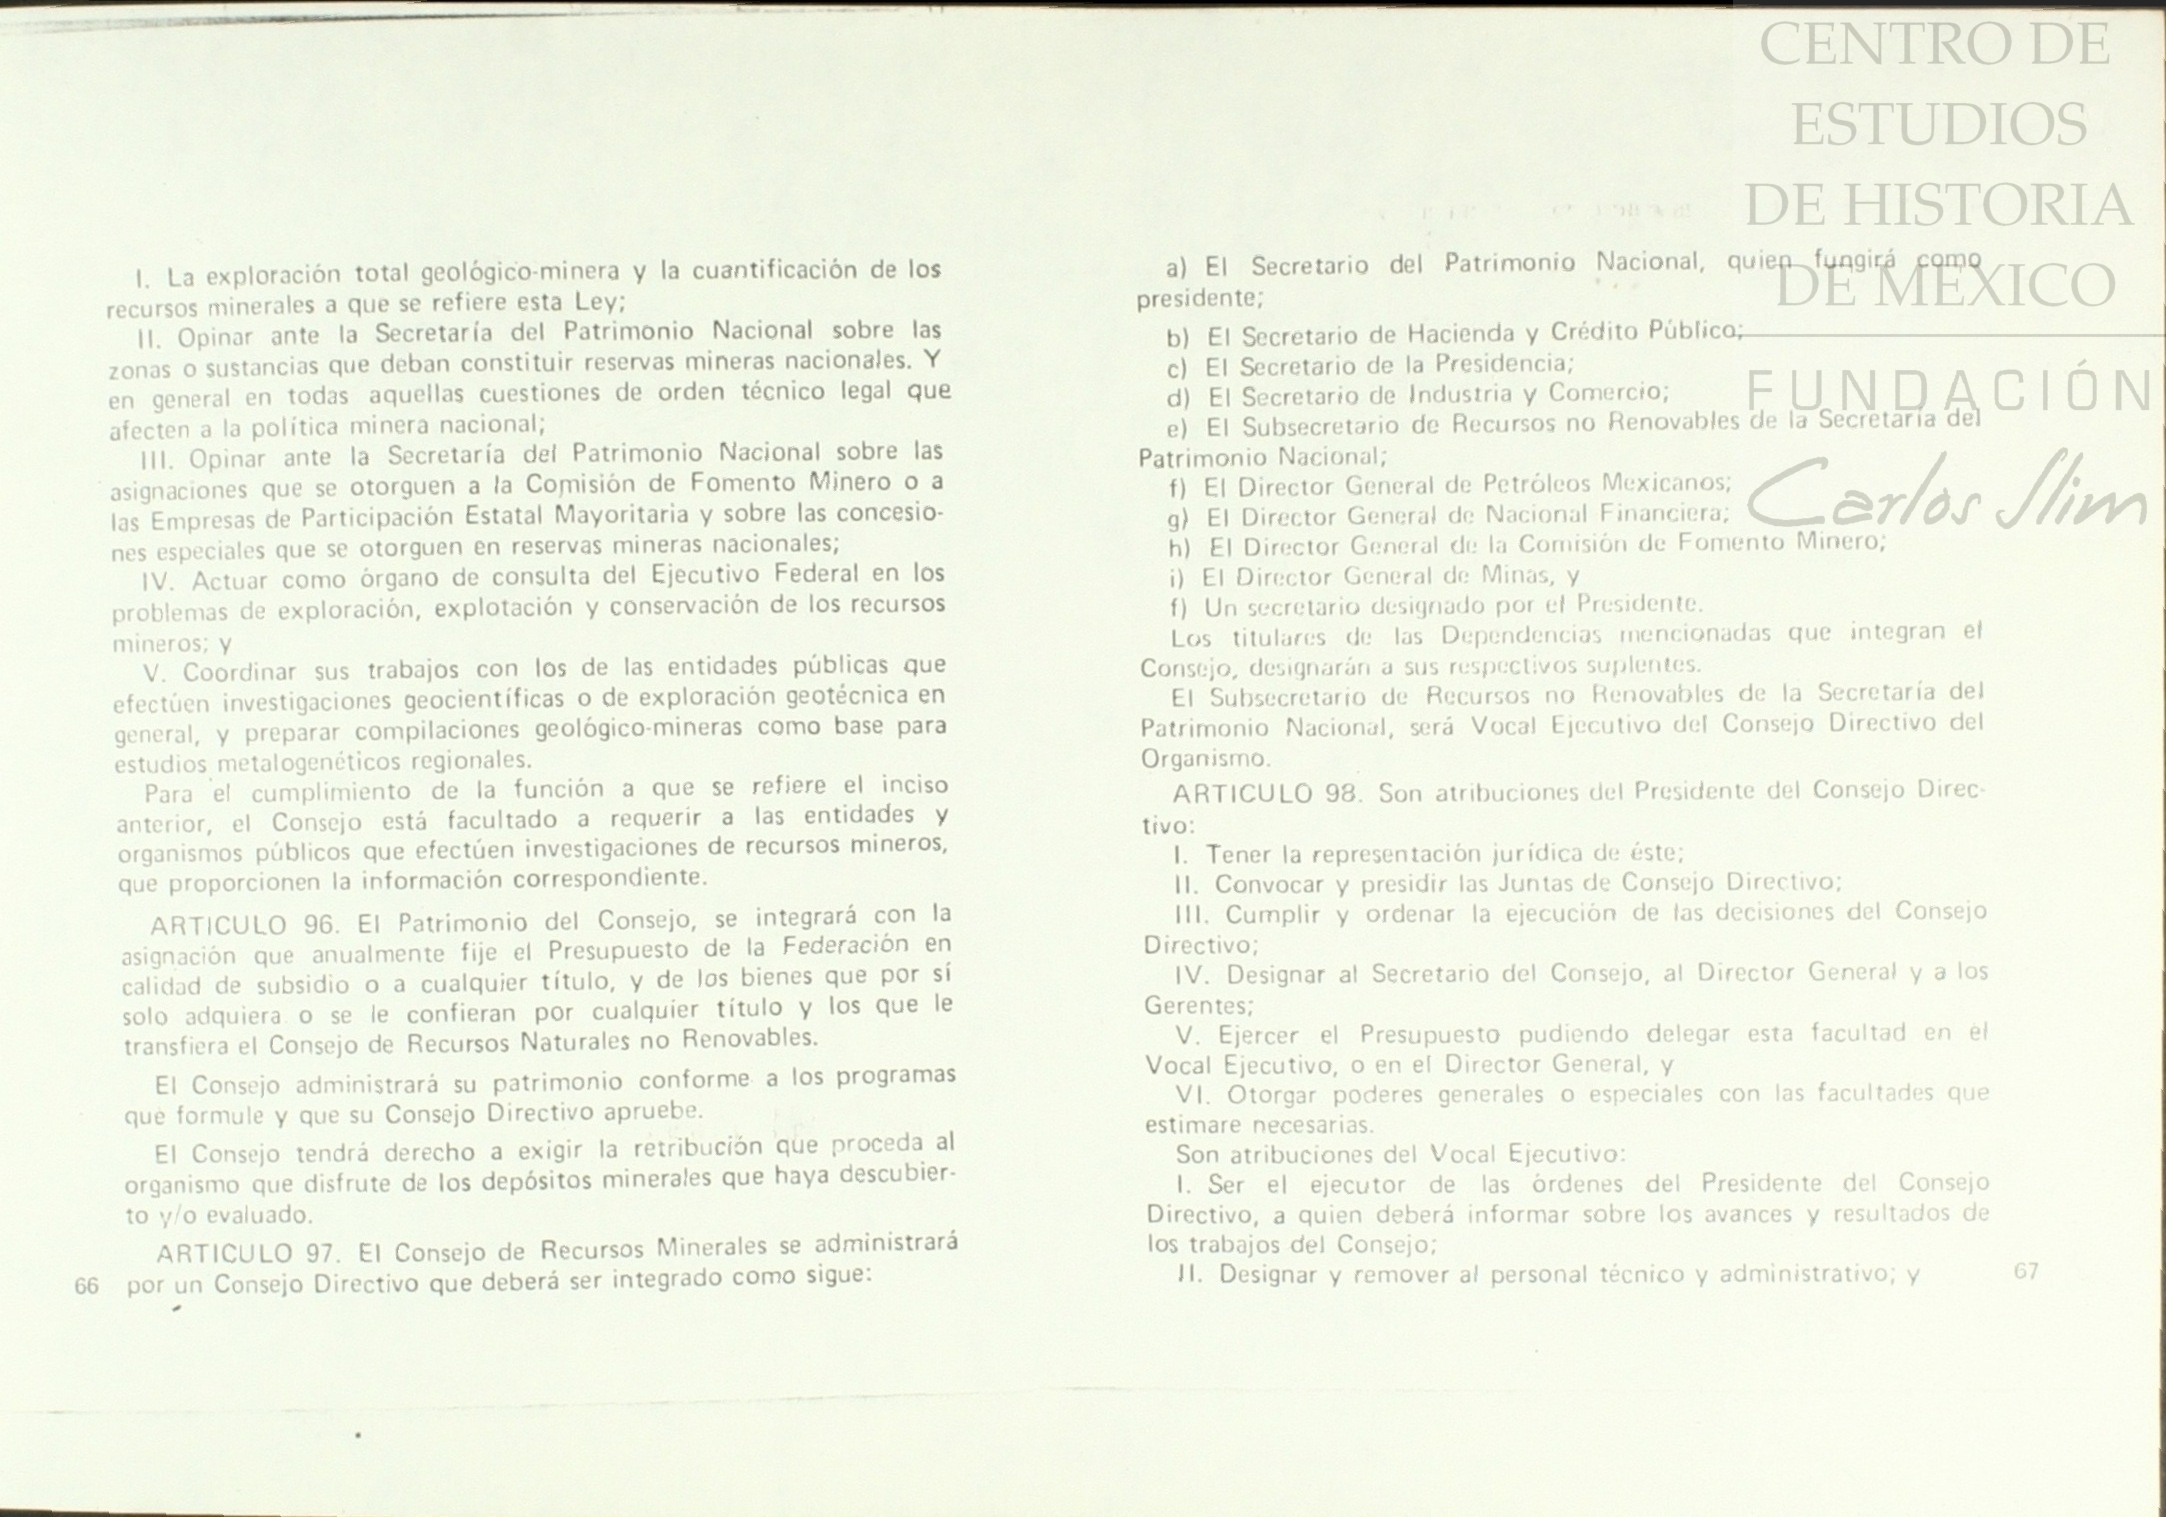 I. La exploración total geológico-minera y la cuantificación de los
recursos minerales a que se refiere esta Ley;
II. Opinar ante la Secretaría del Patrimonio Nacional sobre las
zonas o sustancias que deban constituir reservas mineras nacionales. Y
en general en todas aquellas cuestiones de orden técnico legal que
afecten a la política minera nacional;
III. Opinar ante la Secretaría del Patrimonio Nacional sobre las
asignaciones que se otorguen a la Comisión de Fomento Minero o a
las Empresas de Participación Estatal Mayoritaria y sobre las concesio-
nes especiales que se otorguen en reservas mineras nacionales;
IV. Actuar como órgano de consulta del Ejecutivo Federal en los
problemas de exploración, explotación y conservación de los recursos
mineros; y
V. Coordinar sus trabajos con los de las entidades públicas que
efectúen investigaciones geocientíficas o de exploración geotécnica en
general, y preparar compilaciones geológico-mineras como base para
estudios metalogenéticos regionales.
Para el cumplimiento de la función a que se refiere el inciso
anterior, el Consejo está facultado a requerir a las entidades y
organismos públicos que efectúen investigaciones de recursos mineros,
que proporcionen la información correspondiente.
ARTICULO 96. El Patrimonio del Consejo, se integrará con la
asignación que anualmente fije el Presupuesto de la Federación en
calidad de subsidio o a cualquier título, y de los bienes que por sí
solo adquiera o se le confieran por cualquier título y los que le
transfiera el Consejo de Recursos Naturales no Renovables.
El Consejo administrará su patrimonio conforme a los programas
que formule y que su Consejo Directivo apruebe.
El Consejo tendrá derecho a exigir la retribución que proceda al
organismo que disfrute de los depósitos minerales que haya descubier-
to y/o evaluado.
ARTICULO 97. El Consejo de Recursos Minerales se administrará
66 por un Consejo Directivo que deberá ser integrado como sigue:
a) El Secretario del Patrimonio Nacional, quien fungirá como
presidente;
b) El Secretario de Hacienda y Crédito Público;
c) El Secretario de la Presidencia;
d) El Secretario de Industria y Comercio;
e) El Subsecretario de Recursos no Renovables de la Secretaría del
Patrimonio Nacional;
f) El Director General de Petróleos Mexicanos;
g) El Director General de Nacional Financiera;
h) El Director General de la Comisión de Fomento Minero;
i) El Director General de Minas, y
f) Un secretario designado por el Presidente.
Los titulares de las Dependencias mencionadas que integran el
Consejo, designarán a sus respectivos suplentes.
El Subsecretario de Recursos no Renovables de la Secretaría del
Patrimonio Nacional, será Vocal Ejecutivo del Consejo Directivo del
Organismo.
ARTICULO 98. Son atribuciones del Presidente del Consejo Direc-
tivo:
I. Tener la representación jurídica de éste;
II. Convocar y presidir las Juntas de Consejo Directivo;
III. Cumplir y ordenar la ejecución de las decisiones del Consejo
Directivo;
IV. Designar al Secretario del Consejo, al Director General y a los
Gerentes;
V. Ejercer el Presupuesto pudiendo delegar esta facultad en el
Vocal Ejecutivo, o en el Director General, y
VI. Otorgar poderes generales o especiales con las facultades que
estimare necesarias.
Son atribuciones del Vocal Ejecutivo:
I. Ser el ejecutor de las órdenes del Presidente del Consejo
Directivo, a quien deberá informar sobre los avances y resultados de
los trabajos del Consejo;
II. Designar y remover al personal técnico y administrativo; y 67
CENTRO DE
ESTUDIOS
DE HISTORIA
DE MEXICO
FUNDACIÓN
Carlos Slim